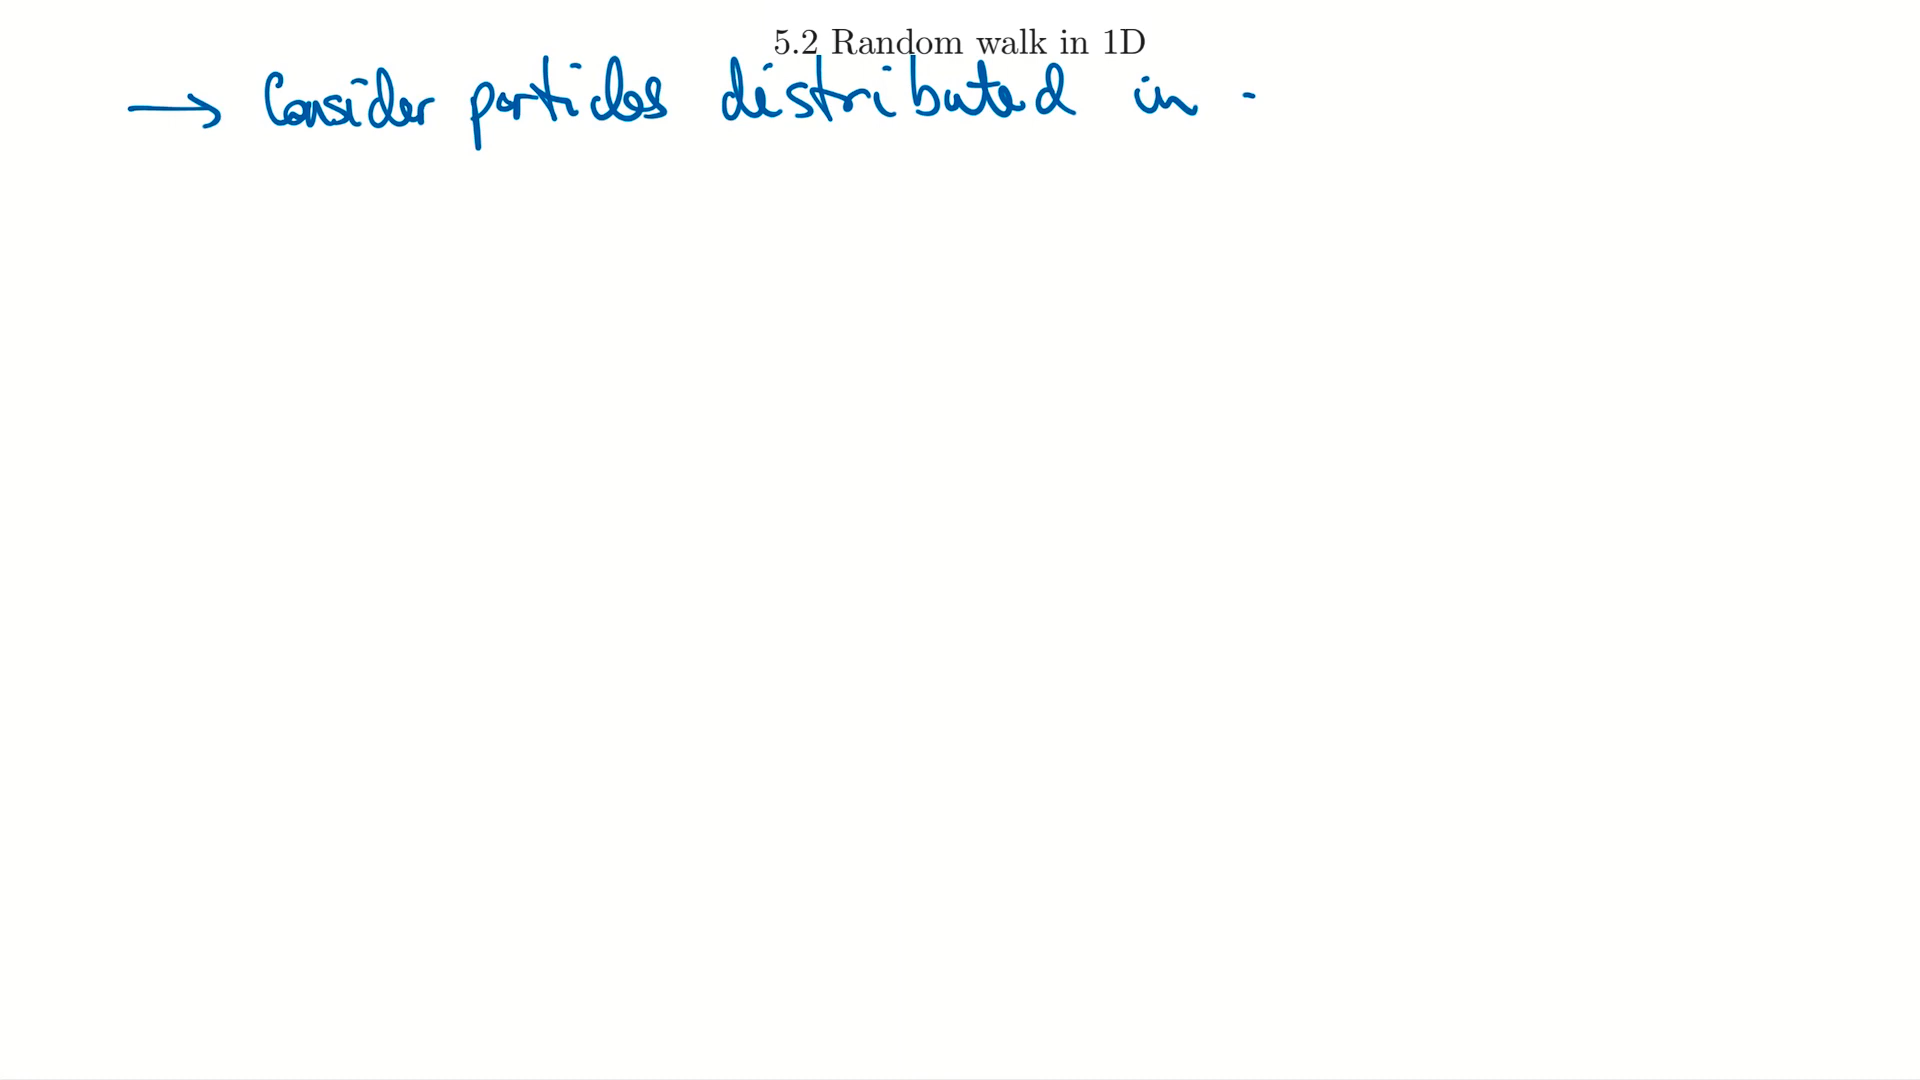 5.2 Random walk in 1D
→ Consider particles distributed in